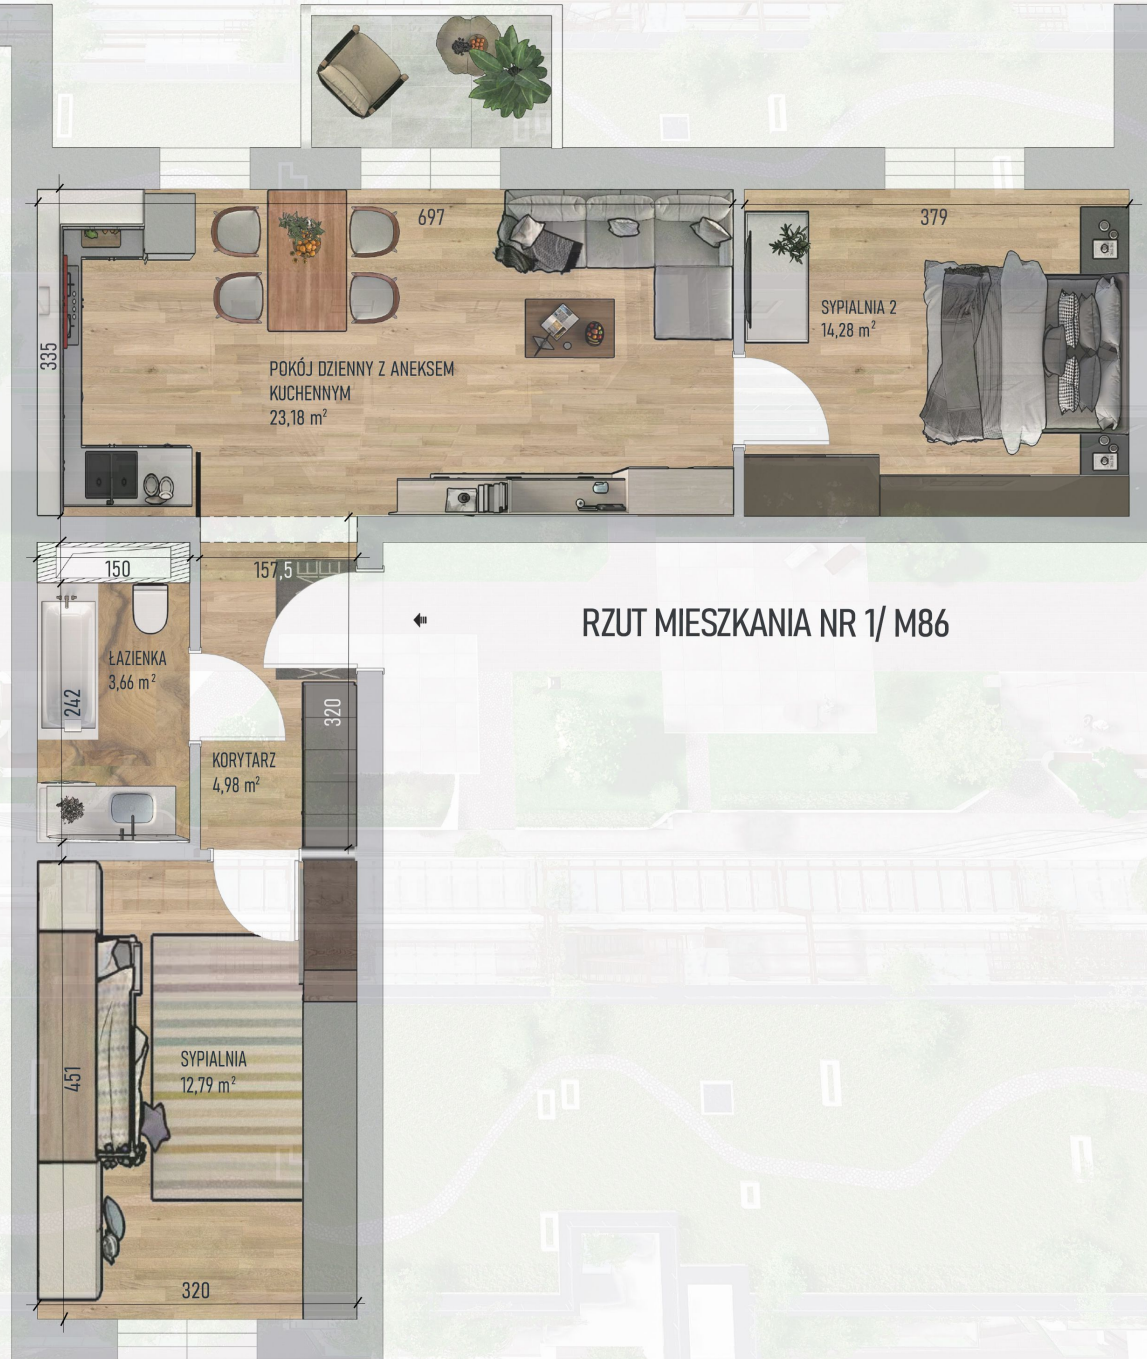 697
379
335
SYPIALNIA 2
14,28 m²
POKÓJ DZIENNY Z ANEKSEM
KUCHENNYM
23,18 m²
150
157,5
RZUT MIESZKANIA NR 1/ M86
ŁAZIENKA
3,66 m²
242
320
KORYTARZ
4,98 m²
SYPIALNIA
12,79 m²
451
320